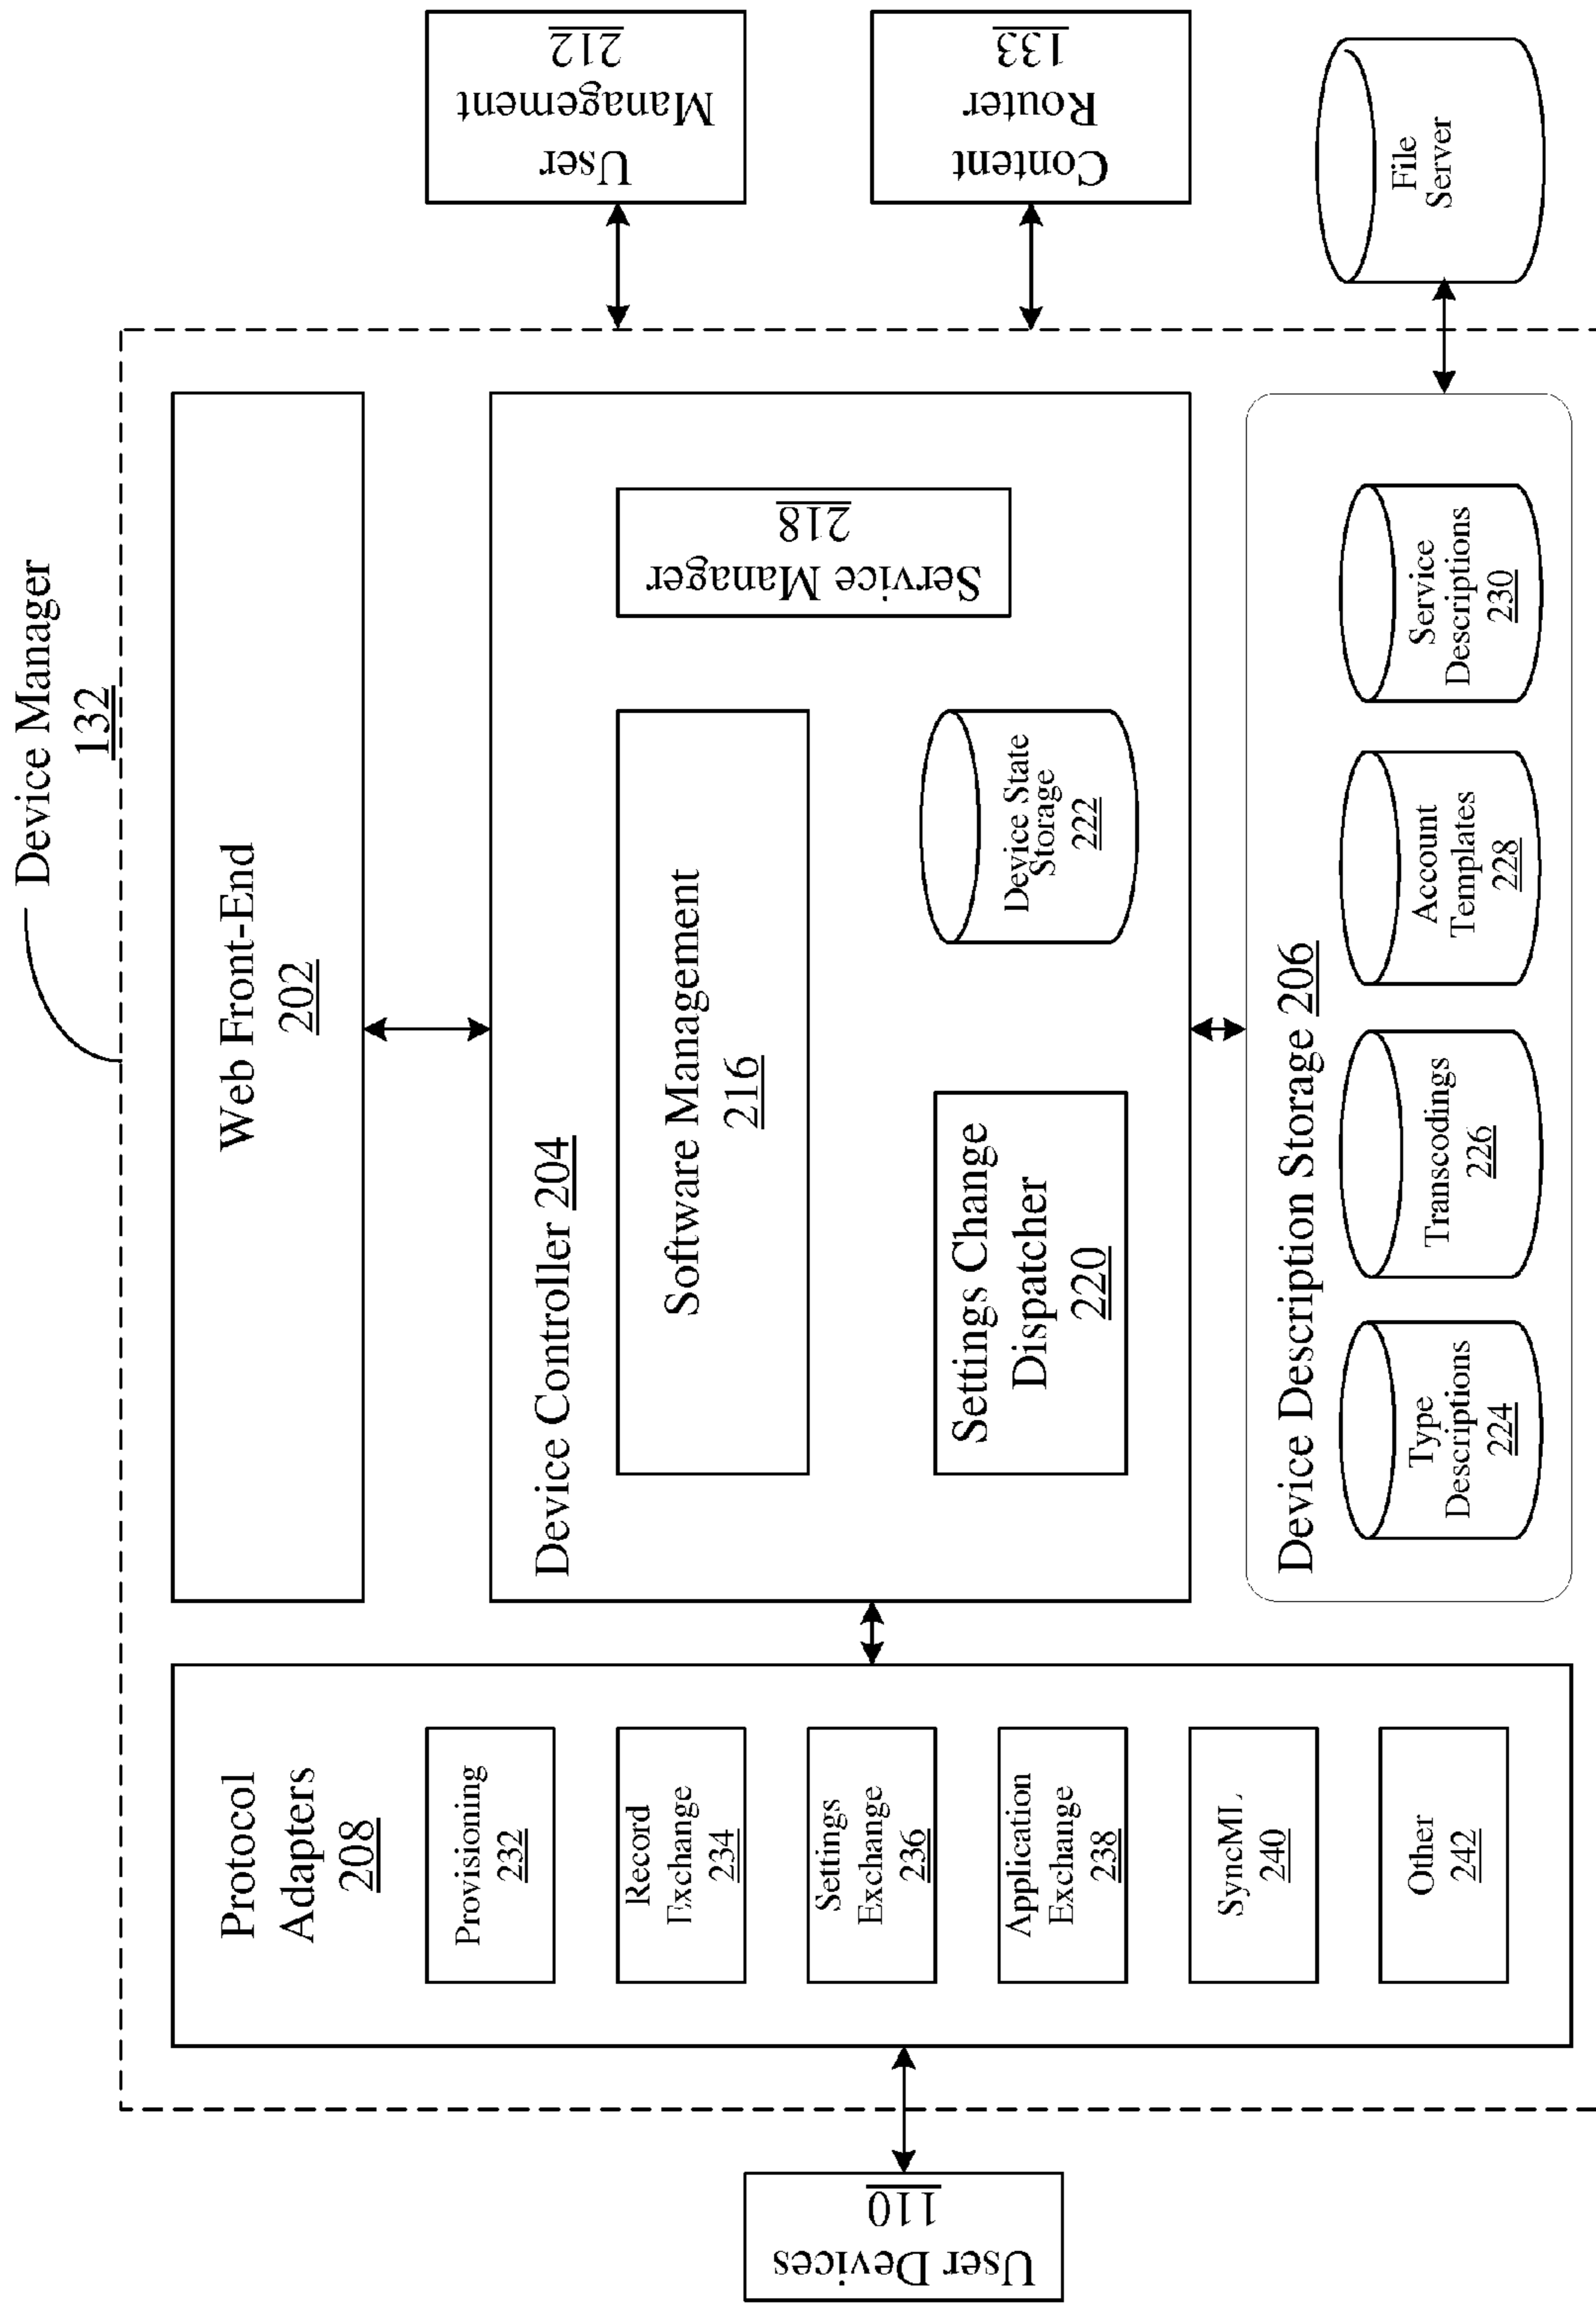 Device Manager
132
Web Front-End
202
Protocol
Adapters
208
Provisioning
232
Record
Exchange
234
Settings
Exchange
236
Application
Exchange
238
SyncML
240
Other
242
User Devices
110
Device Controller 204
Software Management
216
Service Manager
218
Settings Change
Dispatcher
220
Device State
Storage
222
Device Description Storage 206
Type
Descriptions
224
Transcodings
226
Account
Templates
228
Service
Descriptions
230
User
Management
212
Content
Router
133
File
Server